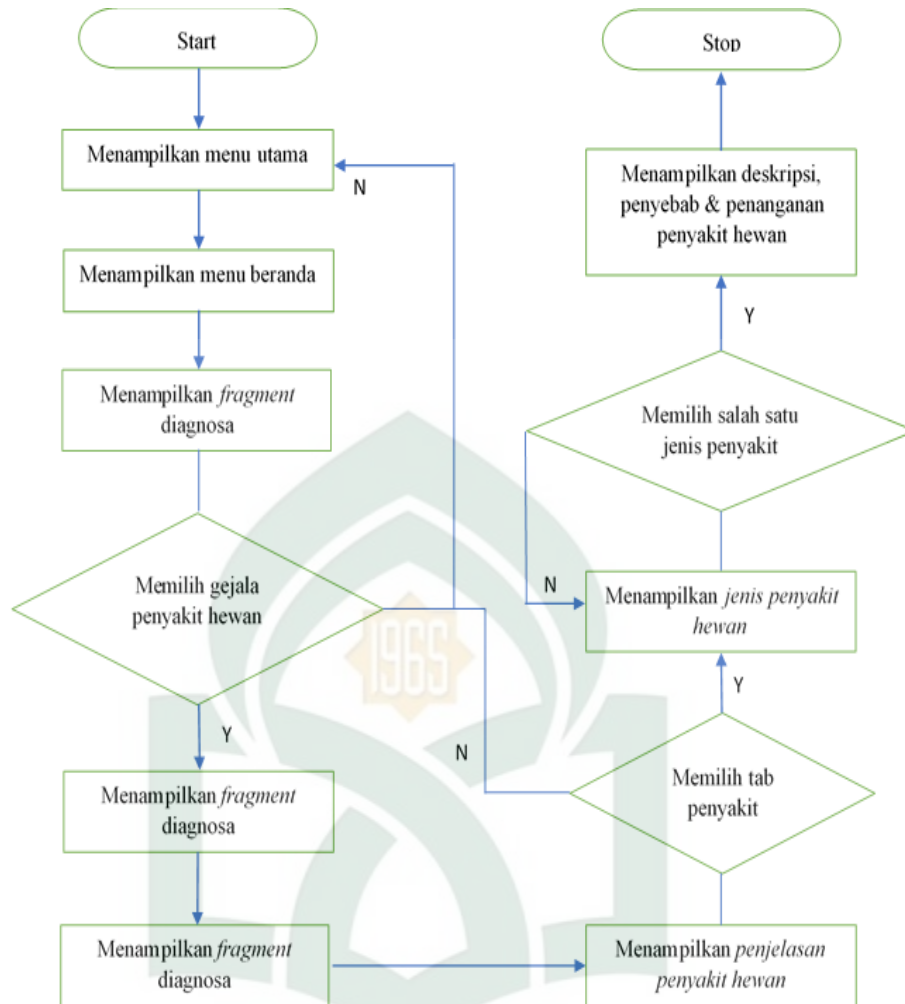 Start
Menampilkan menu utama
N
Menampilkan menu beranda
Menampilkan fragment
diagnosa
Memilih gejala
penyakit hewan
Y
Menampilkan fragment
diagnosa
Menampilkan fragment
diagnosa
1965
Stop
Menampilkan deskripsi,
penyebab & penanganan
penyakit hewan
Y
Memilih salah satu
jenis penyakit
N
Menampilkan jenis penyakit
hewan
Y
N
Memilih tab
penyakit
Menampilkan penjelasan
penyakit hewan